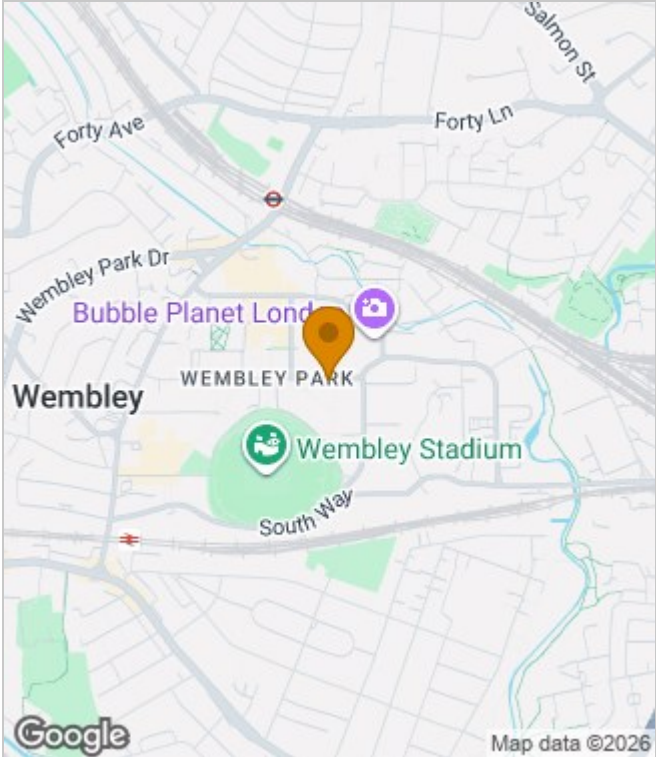 Salmon St
Forty Ave
Forty Ln
Wembley Park Dr
Bubble Planet Lond
WEMBLEY PARK
Wembley
Wembley Stadium
South Way
Google
Map data ©2026